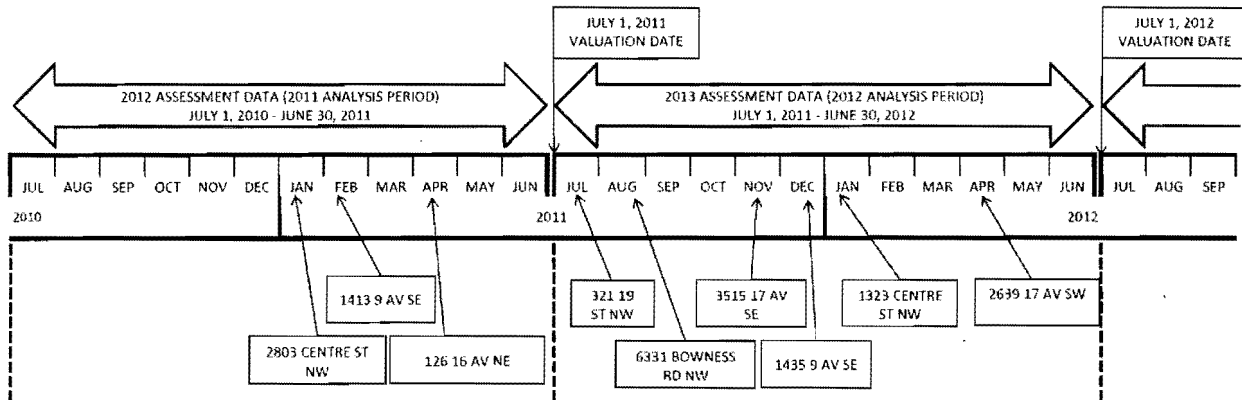 JULY 1, 2011
VALUATION DATE
JULY 1, 2012
VALUATION DATE
2012 ASSESSMENT DATA (2011 ANALYSIS PERIOD)
JULY 1, 2010 - JUNE 30, 2011
2013 ASSESSMENT DATA (2012 ANALYSIS PERIOD)
JULY 1, 2011 - JUNE 30, 2012
JUL AUG SEP OCT NOV DEC JAN FEB MAR APR MAY JUN JUL AUG SEP OCT NOV DEC JAN FEB MAR APR MAY JUN JUL AUG SEP
2010 2011 2012
1413 9 AV SE
321 19
ST NW
3515 17 AV
SE
1323 CENTRE
ST NW
2639 17 AV SW
2803 CENTRE ST
NW
126 16 AV NE
6331 BOWNESS
RD NW
1435 9 AV SE